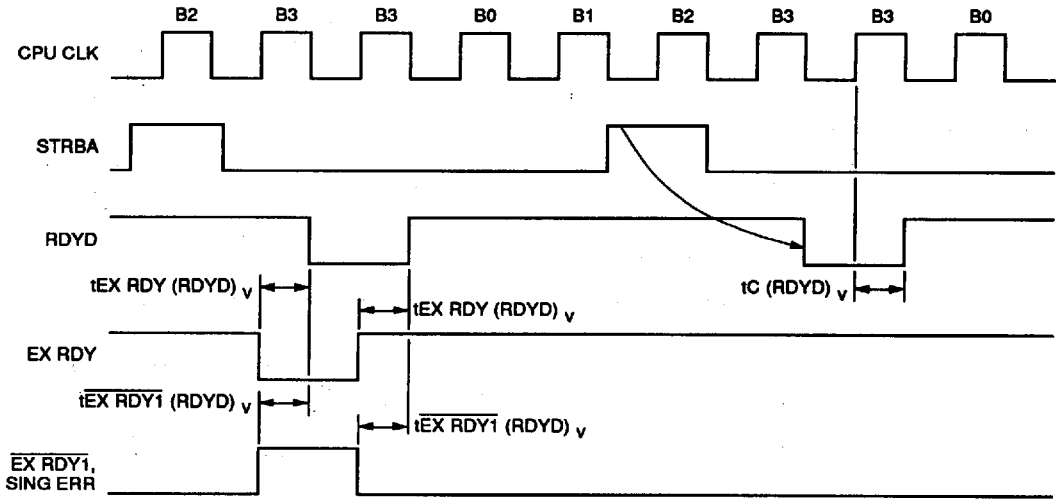 B2 B3 B3 B0 B1 B2 B3 B3 B0
CPU CLK
STRBA
RDYD
tEX RDY (RDYD) V
tEX RDY (RDYD) V
tC (RDYD) V
EX RDY
tEX RDY1 (RDYD) V
tEX RDY1 (RDYD) V
EX RDY1,
SING ERR